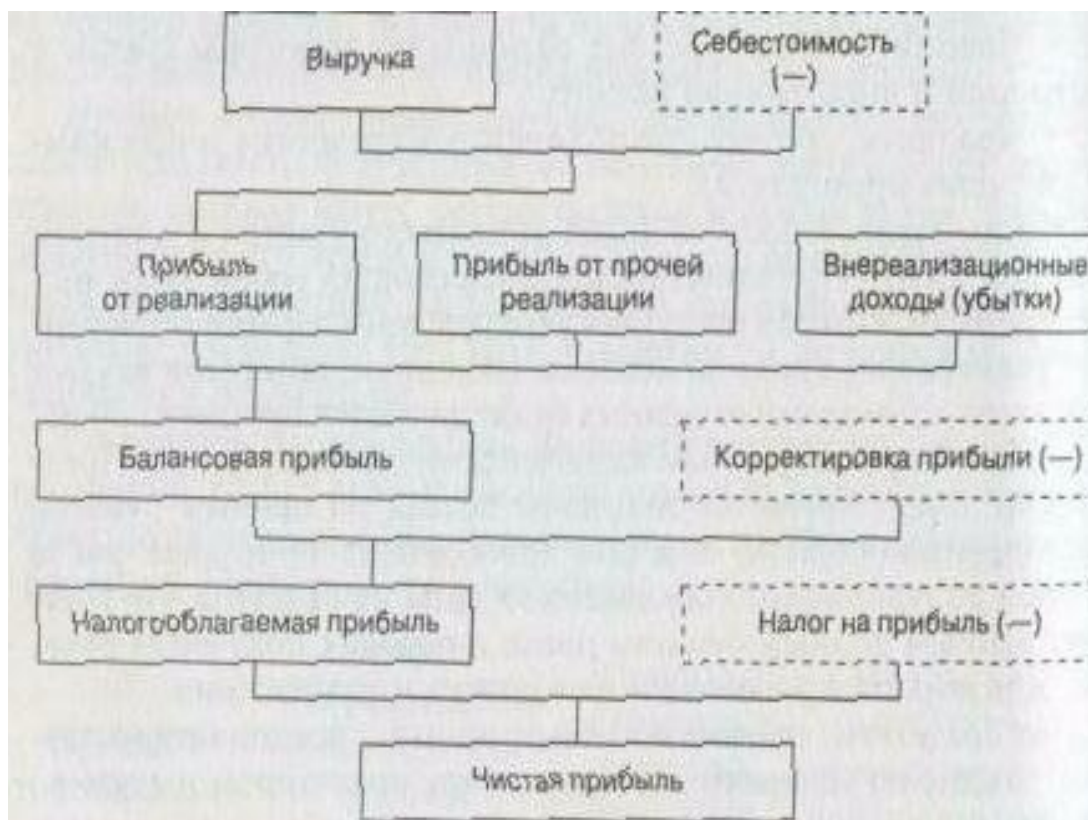 Выручка
Себестоимость
(—)
Прибыль
от реализации
Прибыль от прочей
реализации
Внереализационные
доходы (убытки)
Балансовая прибыль
Корректировка прибыли (—)
Налогооблагаемая прибыль
Налог на прибыль (—)
Чистая прибыль